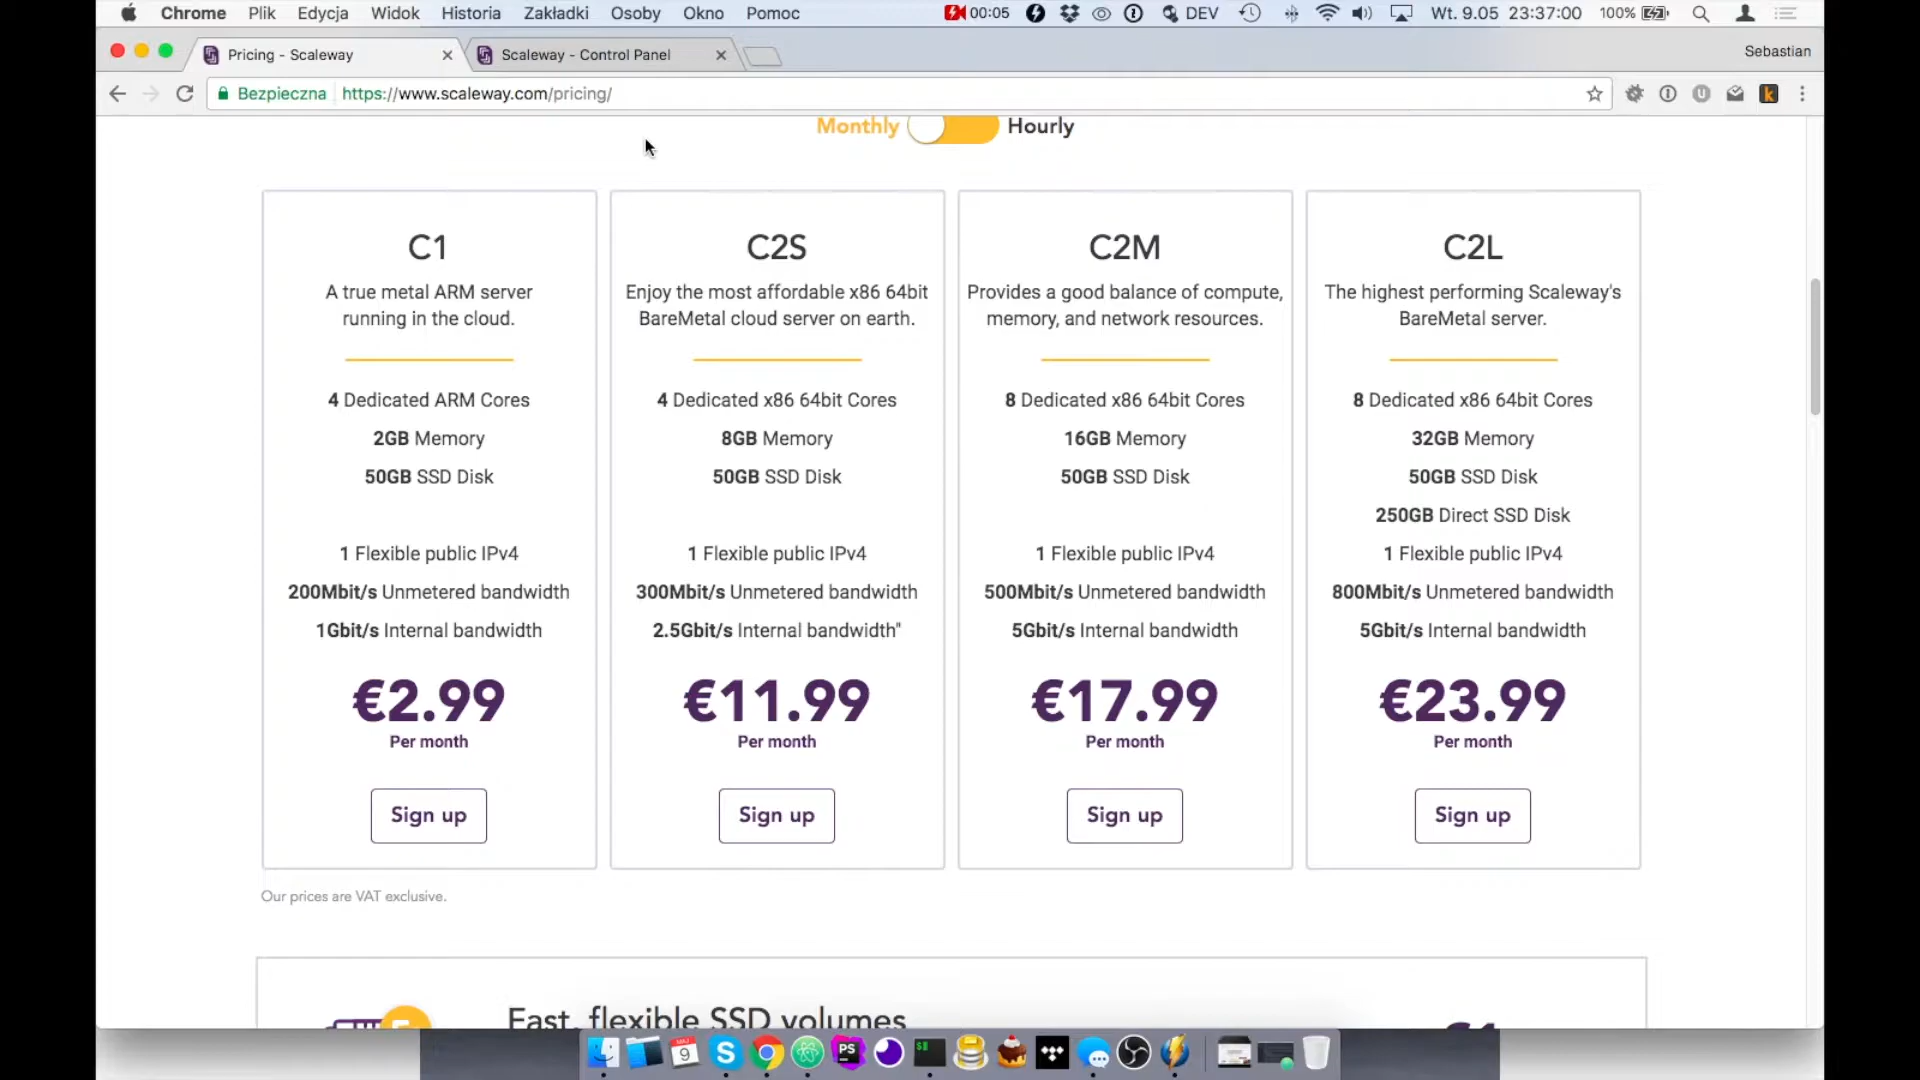 Chrome Plik Edycja Widok Historia Zakładki Osoby Okno Pomoc 00:05 DEV Wt. 9.05 23:37:00 100%
Pricing - Scaleway Scaleway - Control Panel Sebastian
Bezpieczna https://www.scaleway.com/pricing/
Monthly Hourly
C1
A true metal ARM server
running in the cloud.
4 Dedicated ARM Cores
2GB Memory
50GB SSD Disk
1 Flexible public IPv4
200Mbit/s Unmetered bandwidth
1Gbit/s Internal bandwidth
€2.99
Per month
Sign up
C2S
Enjoy the most affordable x86 64bit
BareMetal cloud server on earth.
4 Dedicated x86 64bit Cores
8GB Memory
50GB SSD Disk
1 Flexible public IPv4
300Mbit/s Unmetered bandwidth
2.5Gbit/s Internal bandwidth"
€11.99
Per month
Sign up
C2M
Provides a good balance of compute,
memory, and network resources.
8 Dedicated x86 64bit Cores
16GB Memory
50GB SSD Disk
1 Flexible public IPv4
500Mbit/s Unmetered bandwidth
5Gbit/s Internal bandwidth
€17.99
Per month
Sign up
C2L
The highest performing Scaleway's
BareMetal server.
8 Dedicated x86 64bit Cores
32GB Memory
50GB SSD Disk
250GB Direct SSD Disk
1 Flexible public IPv4
800Mbit/s Unmetered bandwidth
5Gbit/s Internal bandwidth
€23.99
Per month
Sign up
Our prices are VAT exclusive.
Fast, flexible SSD volumes
9 PS